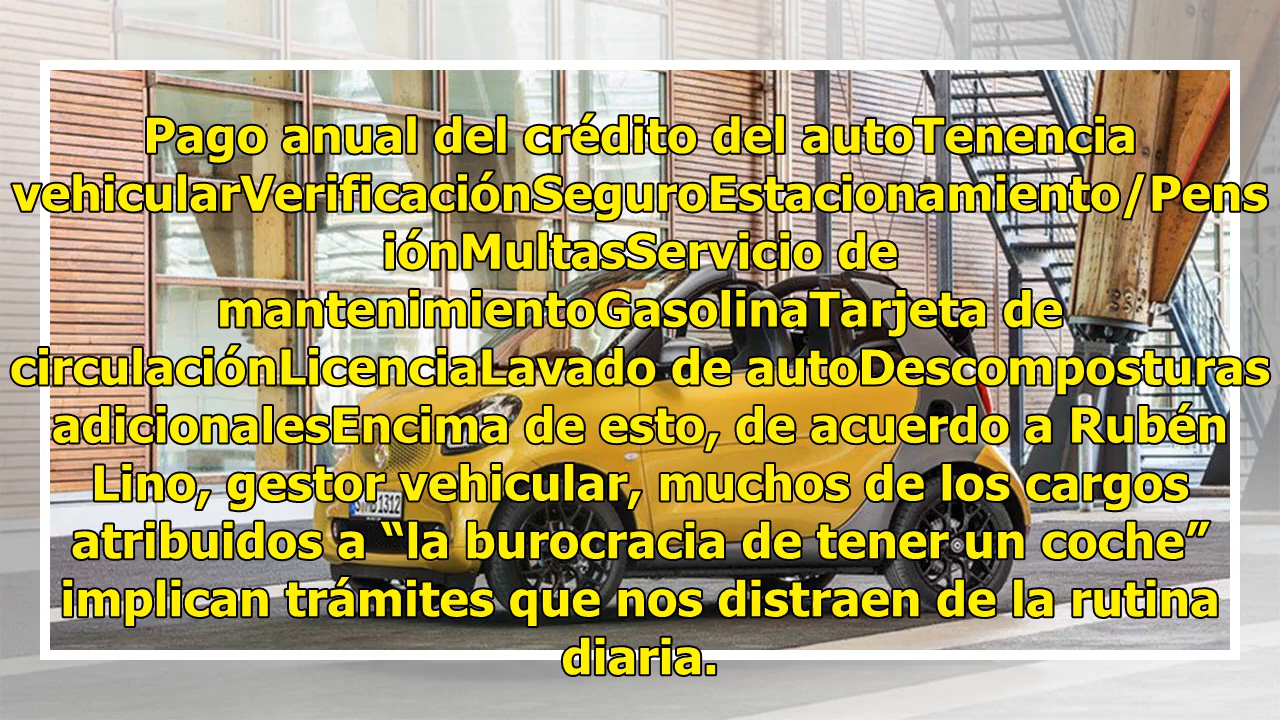 Pago anual del crédito del autoTenencia
vehicularVerificaciónSeguroEstacionamiento/Pens
iónMultasServicio de
mantenimientoGasolinaTarjeta de
circulaciónLicenciaLavado de autoDescomposturas
adicionalesEncima de esto, de acuerdo a Rubén
Lino, gestor vehicular, muchos de los cargos
atribuidos a “la burocracia de tener un coche”
implican trámites que nos distraen de la rutina
diaria.